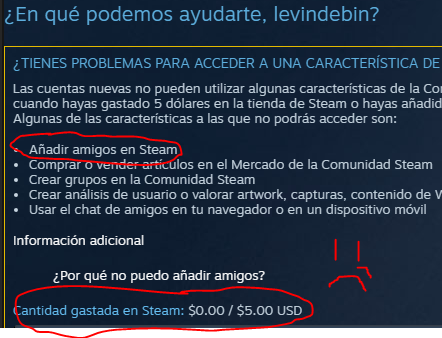 ¿En qué podemos ayudarte, levindebin?
¿TIENES PROBLEMAS PARA ACCEDER A UNA CARACTERÍSTICA DE
Las cuentas nuevas no pueden utilizar algunas características de la Co
cuando hayas gastado 5 dólares en la tienda de Steam o hayas añadid
Algunas de las características a las que no podrás acceder son:
• Añadir amigos en Steam
• Comprar o vender artículos en el Mercado de la Comunidad Steam
• Crear grupos en la Comunidad Steam
• Crear análisis de usuario o valorar artwork, capturas, contenido de W
• Usar el chat de amigos en tu navegador o en un dispositivo móvil
Información adicional
¿Por qué no puedo añadir amigos?
Cantidad gastada en Steam: $0.00 / $5.00 USD